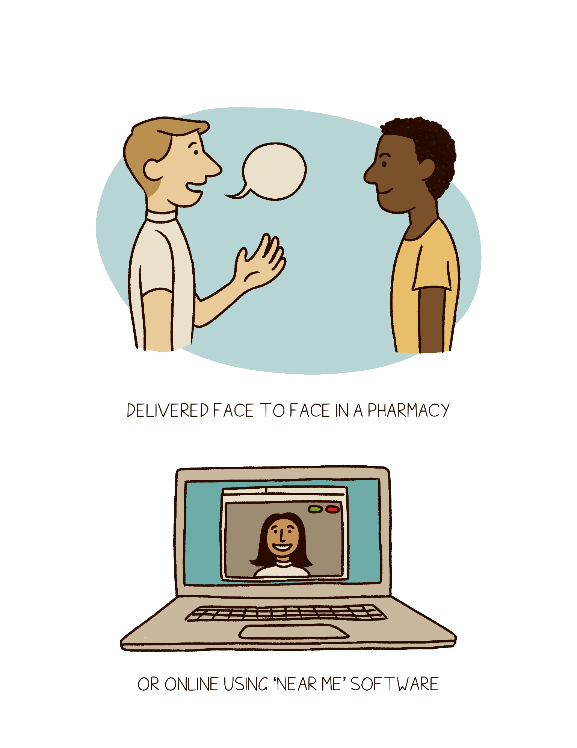 DELIVERED FACE TO FACE IN A PHARMACY
OR ONLINE USING ‘NEAR ME’ SOFTWARE